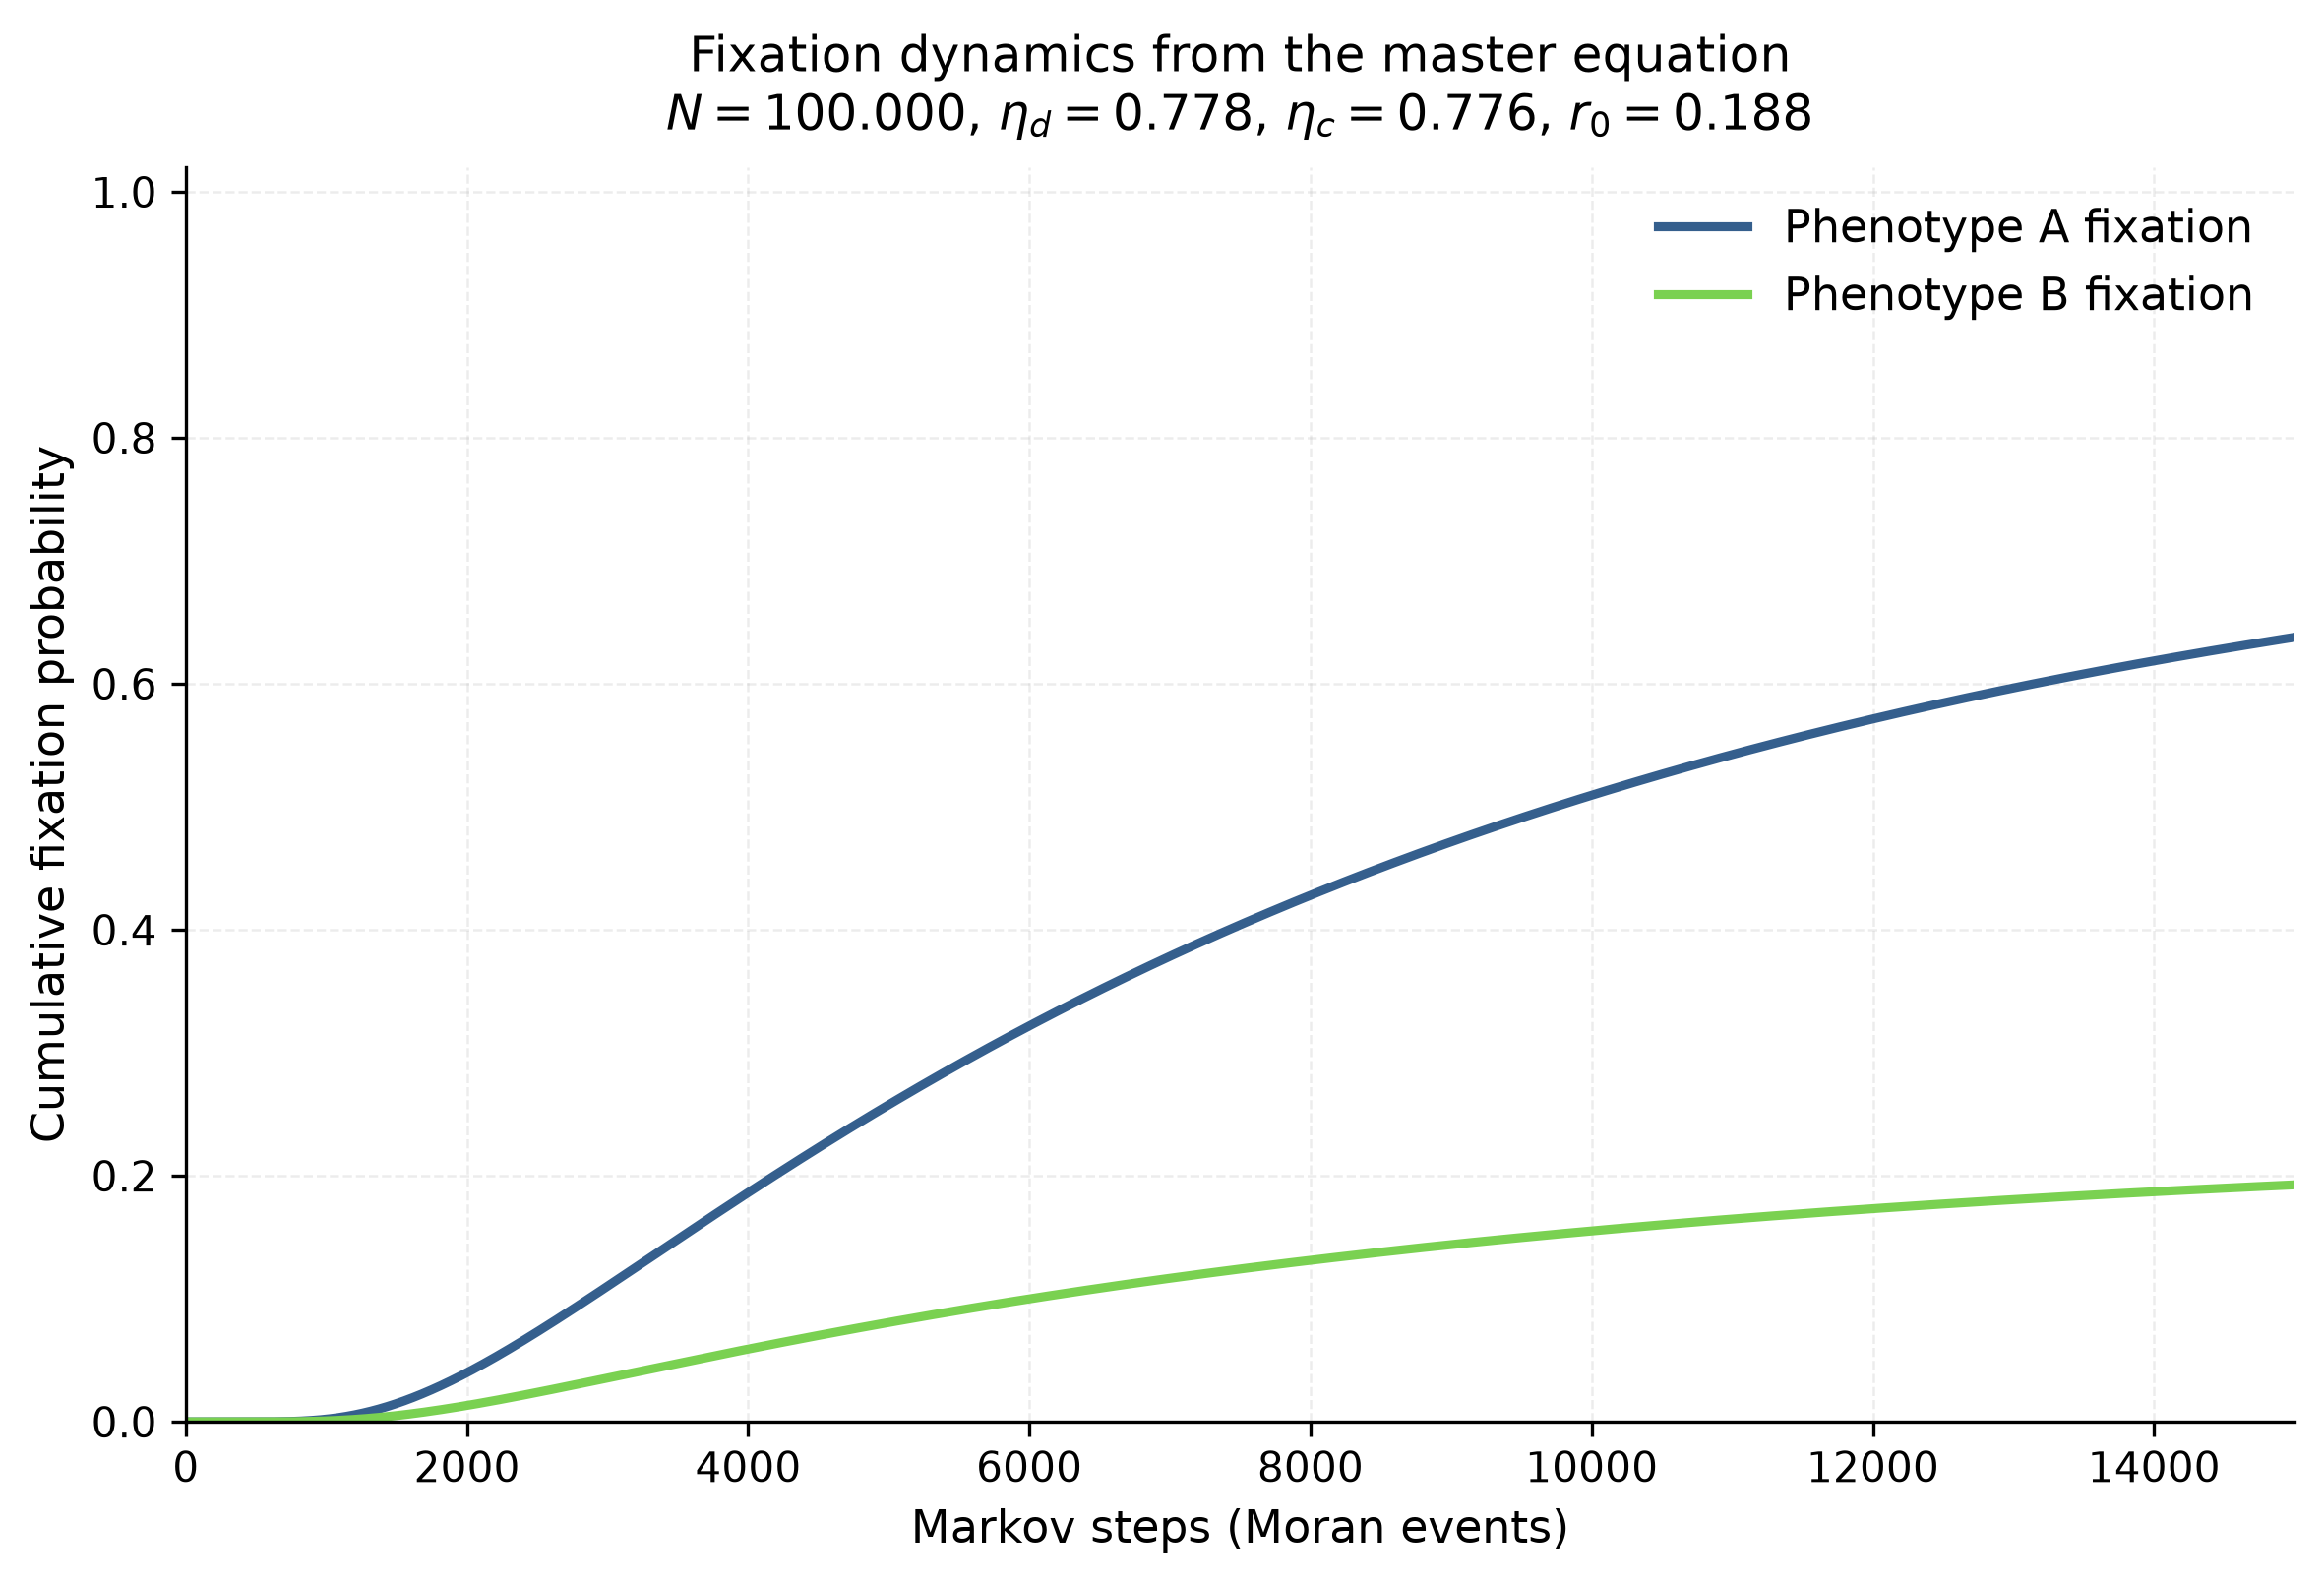 Fixation dynamics from the master equation
N = 100.000, η_d = 0.778, η_c = 0.776, r_0 = 0.188
Cumulative fixation probability
1.0
0.8
0.6
0.4
0.2
0.0
Phenotype A fixation
Phenotype B fixation
0 2000 4000 6000 8000 10000 12000 14000
Markov steps (Moran events)